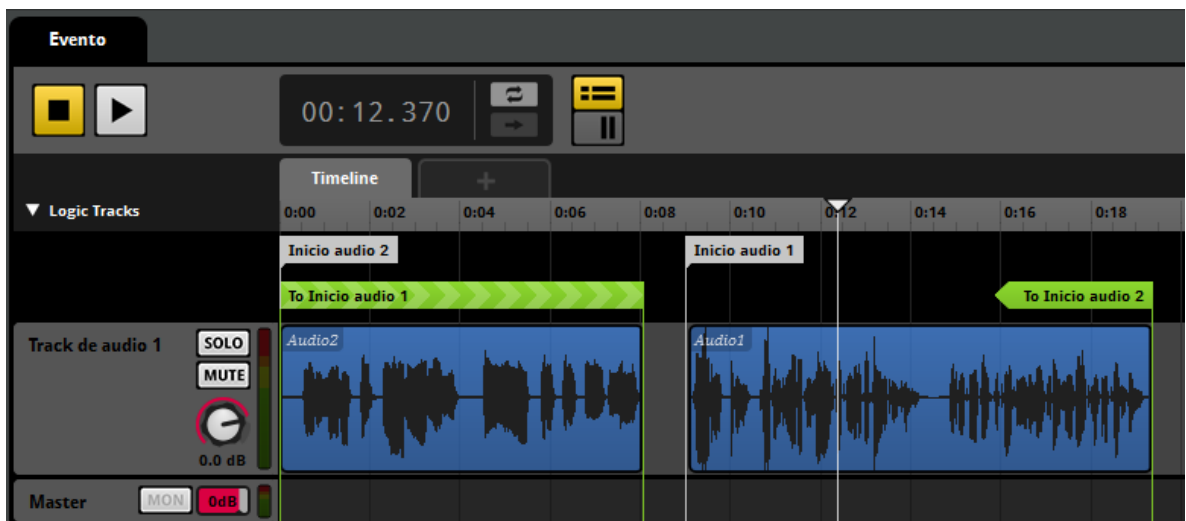 Evento
00:12.370
Timeline
+
Logic Tracks
0:00 0:02 0:04 0:06 0:08 0:10 0:12 0:14 0:16 0:18
Inicio audio 2 Inicio audio 1
To Inicio audio 1 To Inicio audio 2
Track de audio 1 SOLO Audio2 Audio1
MUTE
0.0 dB
Master MON 0dB